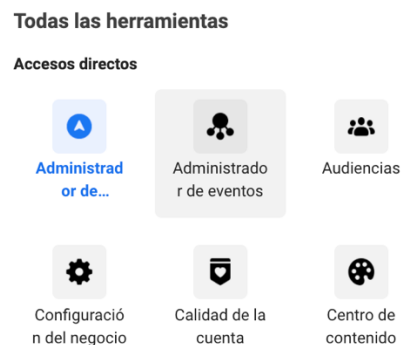 Todas las herramientas
Accesos directos
Administrad
or de...
Administrado
r de eventos
Audiencias
Configuració
n del negocio
Calidad de la
cuenta
Centro de
contenido